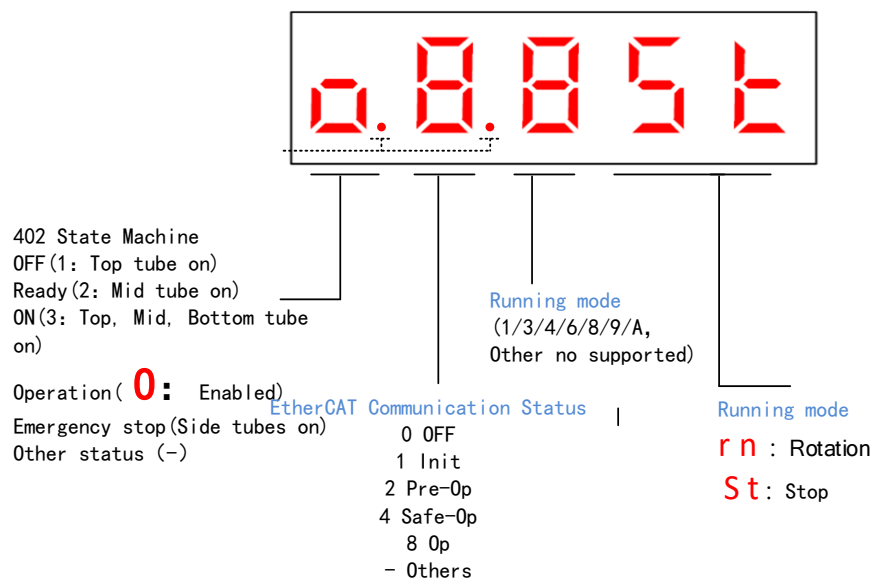 o.8.8St
402 State Machine
OFF(1: Top tube on)
Ready(2: Mid tube on)
ON(3: Top, Mid, Bottom tube
on)
Operation( 0: Enabled)
Emergency stop(Side tubes on)
Other status (-)
EtherCAT Communication Status
0 OFF
1 Init
2 Pre-Op
4 Safe-Op
8 Op
- Others
Running mode
(1/3/4/6/8/9/A,
Other no supported)
Running mode
r n : Rotation
S t : Stop